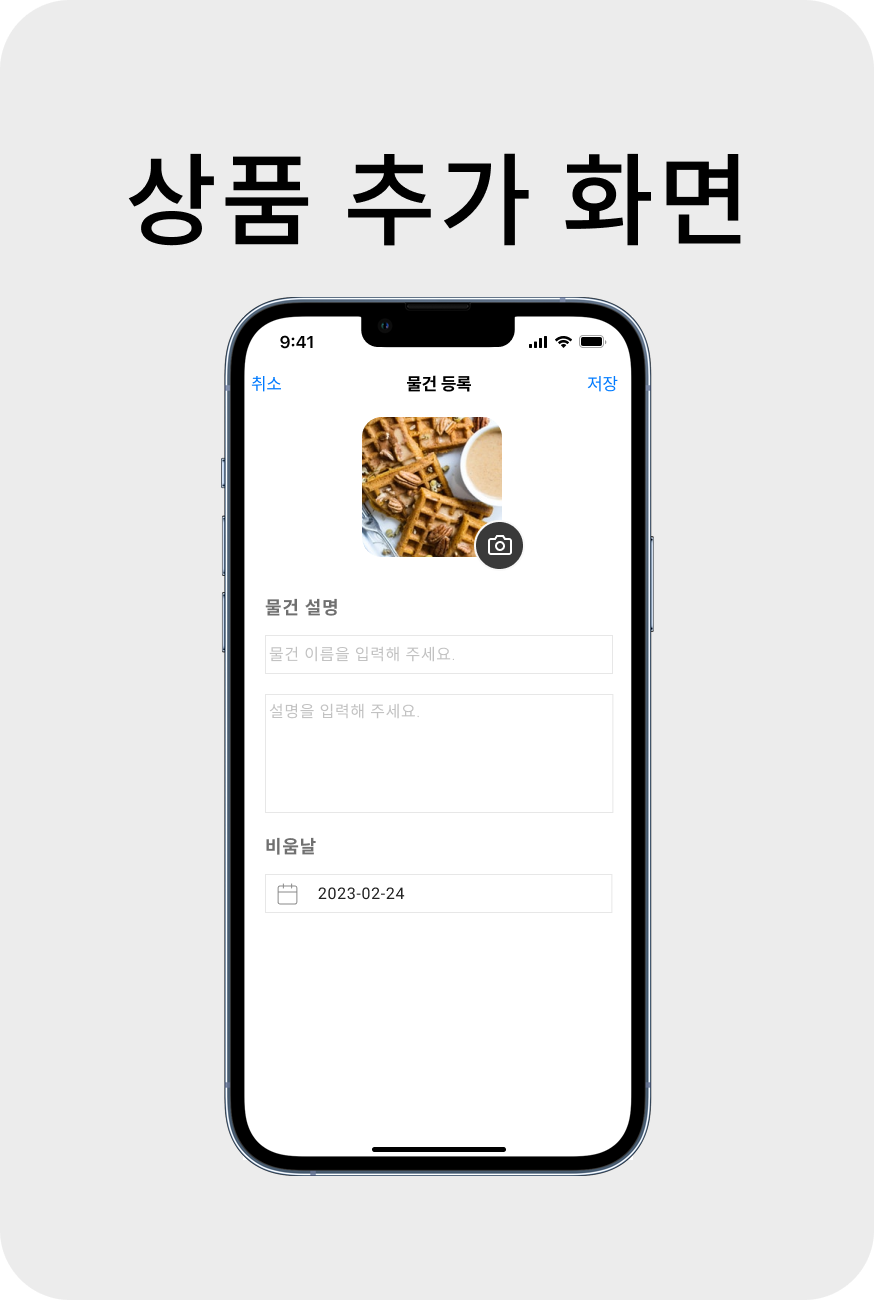 상품 추가 화면
9:41
취소 물건 등록 저장
물건 설명
물건 이름을 입력해 주세요.
설명을 입력해 주세요.
비움날
2023-02-24